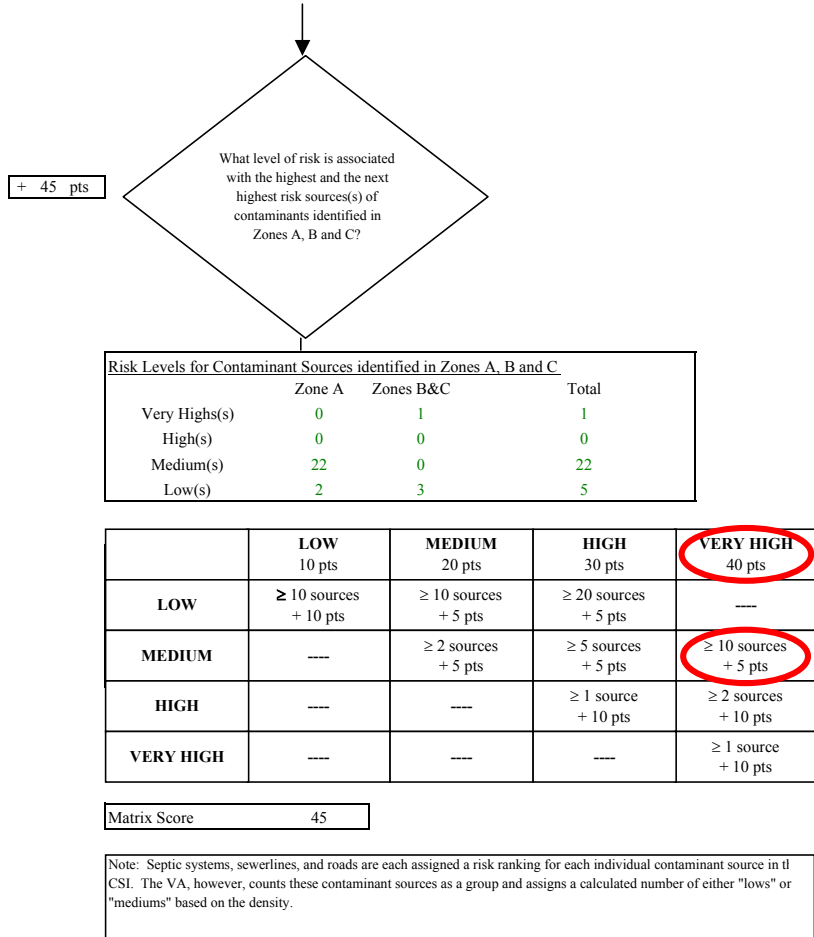 What level of risk is associated
with the highest and the next
highest risk sources(s) of
contaminants identified in
Zones A, B and C?
+ 45 pts
Risk Levels for Contaminant Sources identified in Zones A, B and C
Zone A Zones B&C Total
Very Highs(s) 0 1 1
High(s) 0 0 0
Medium(s) 22 0 22
Low(s) 2 3 5
LOW MEDIUM HIGH VERY HIGH
10 pts 20 pts 30 pts 40 pts
LOW ≥ 10 sources ≥ 10 sources ≥ 20 sources ----
+ 10 pts + 5 pts + 5 pts
MEDIUM ---- ≥ 2 sources ≥ 5 sources ≥ 10 sources
+ 5 pts + 5 pts + 5 pts
HIGH ---- ---- ≥ 1 source ≥ 2 sources
+ 10 pts + 10 pts
VERY HIGH ---- ---- ---- ≥ 1 source
+ 10 pts
Matrix Score 45
Note: Septic systems, sewerlines, and roads are each assigned a risk ranking for each individual contaminant source in
CSI. The VA, however, counts these contaminant sources as a group and assigns a calculated number of either "lows" or
"mediums" based on the density.